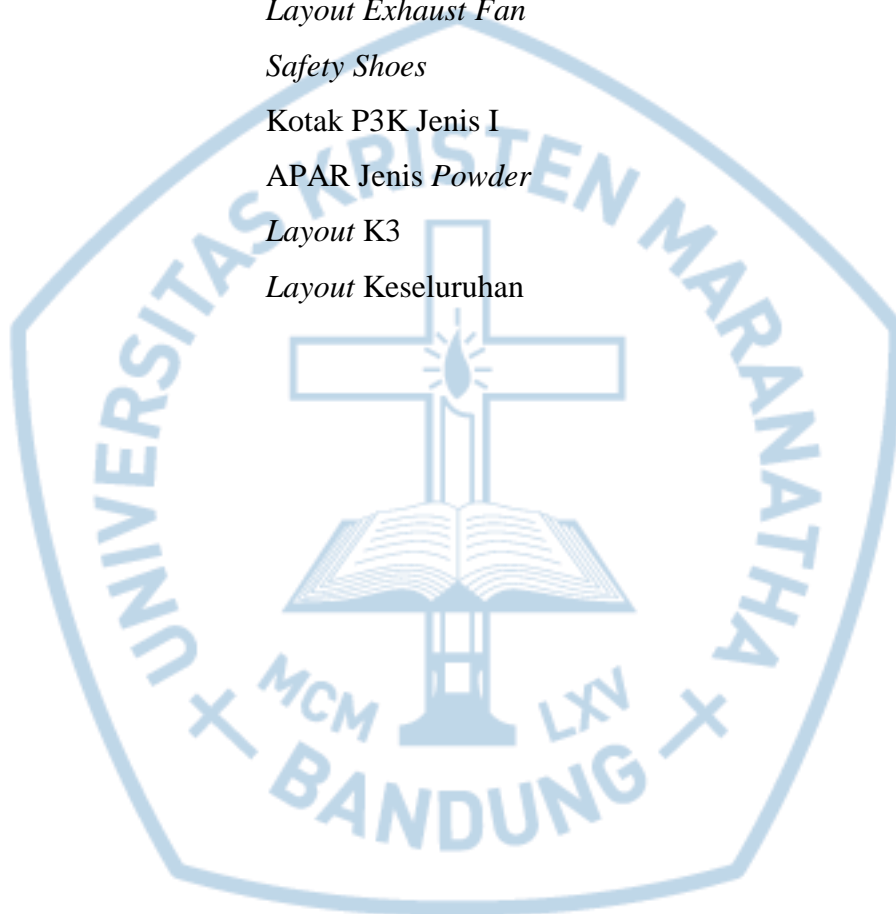 Layout Exhaust Fan
Safety Shoes
Kotak P3K Jenis I
APAR Jenis Powder
Layout K3
Layout Keseluruhan
UNIVERSITAS KRISTEN MARANATHA
MCM LXV
BANDUNG